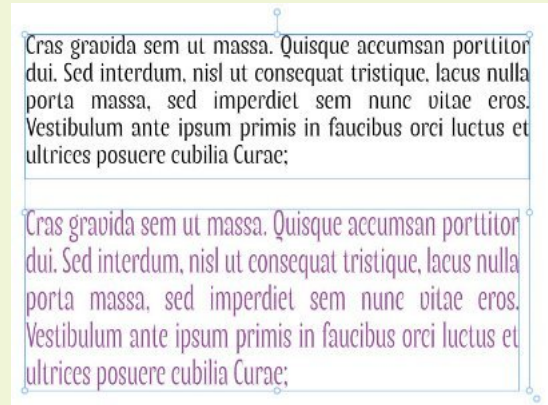 Cras gravida sem ut massa. Quisque accumsan porttitor
dui. Sed interdum, nisl ut consequat tristique, lacus nulla
porta massa, sed imperdiet sem nunc vitae eros.
Vestibulum ante ipsum primis in faucibus orci luctus et
ultrices posuere cubilia Curae;
Cras gravida sem ut massa. Quisque accumsan porttitor
dui. Sed interdum, nisl ut consequat tristique, lacus nulla
porta massa, sed imperdiet sem nunc vitae eros.
Vestibulum ante ipsum primis in faucibus orci luctus et
ultrices posuere cubilia Curae;